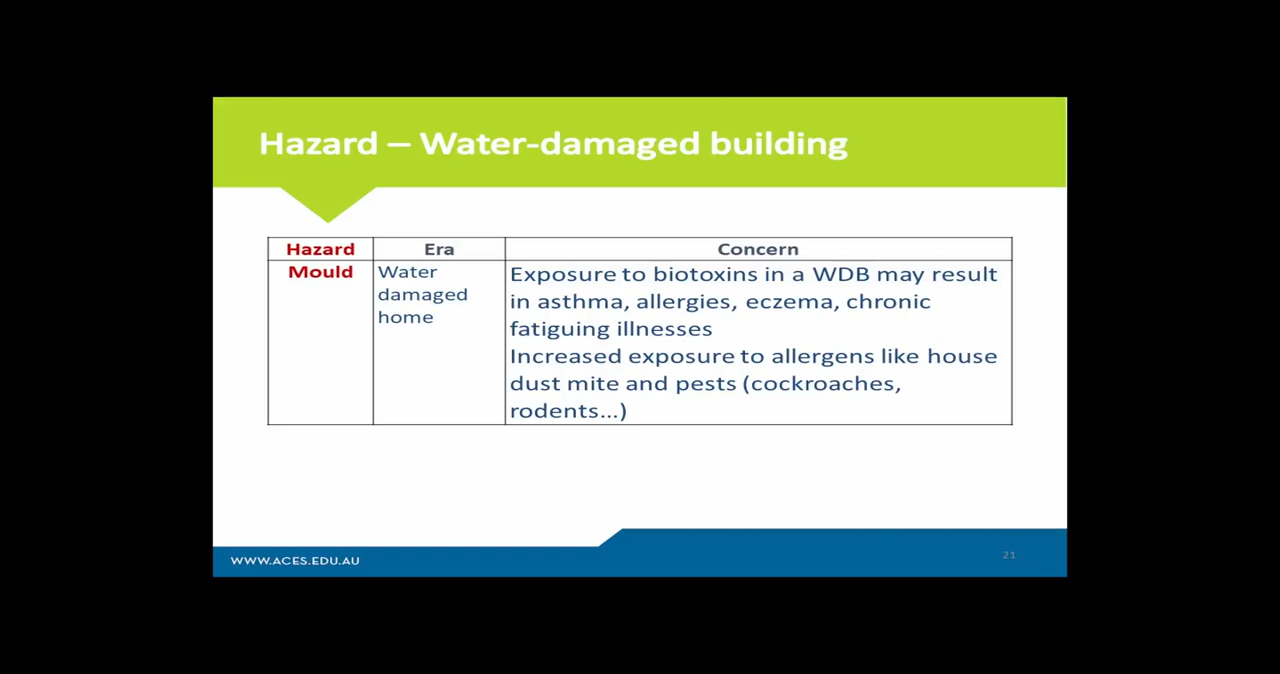 Hazard – Water-damaged building
Hazard Era Concern
Mould
Water
damaged
home
Exposure to biotoxins in a WDB may result
in asthma, allergies, eczema, chronic
fatiguing illnesses
Increased exposure to allergens like house
dust mite and pests (cockroaches,
rodents...)
WWW.ACES.EDU.AU
21